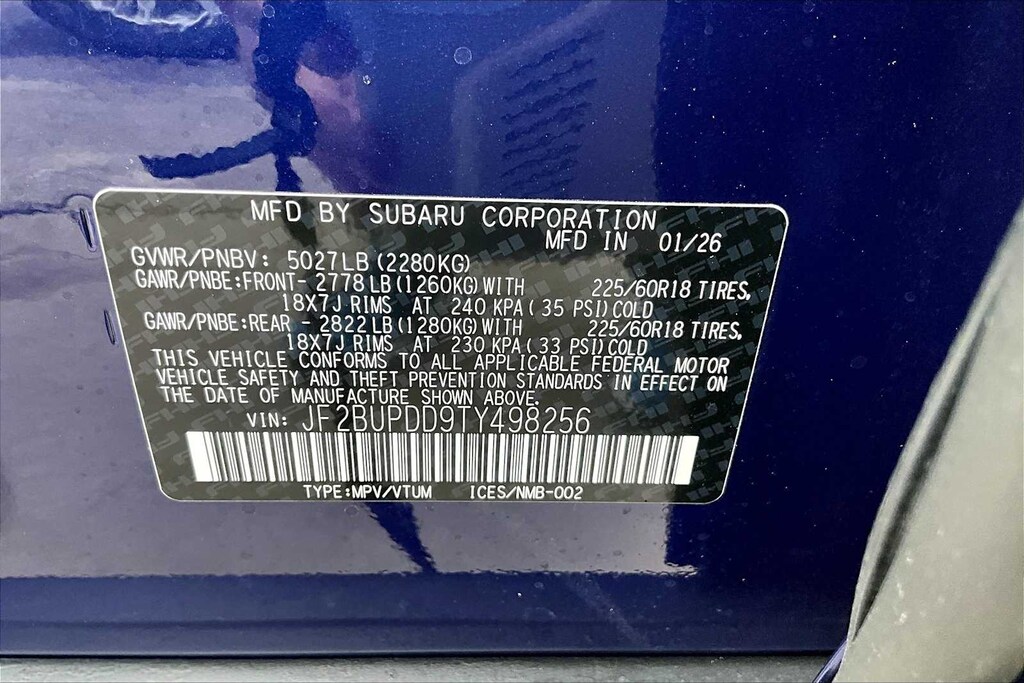 MFD BY SUBARU CORPORATION
MFD IN 01/26
GVWR/PNBV: 5027LB (2280KG)
GAWR/PNBE:FRONT- 2778LB (1260KG) WITH 225/60R18 TIRES,
18X7J RIMS AT 240 KPA ( 35 PSI) COLD
GAWR/PNBE:REAR - 2822LB (1280KG) WITH 225/60R18 TIRES,
18X7J RIMS AT 230 KPA ( 33 PSI) COLD
THIS VEHICLE CONFORMS TO ALL APPLICABLE FEDERAL MOTOR
VEHICLE SAFETY AND THEFT PREVENTION STANDARDS IN EFFECT ON
THE DATE OF MANUFACTURE SHOWN ABOVE.
VIN: JF2BUPDD9TY498256
TYPE:MPV/VTUM ICES/NMB-002